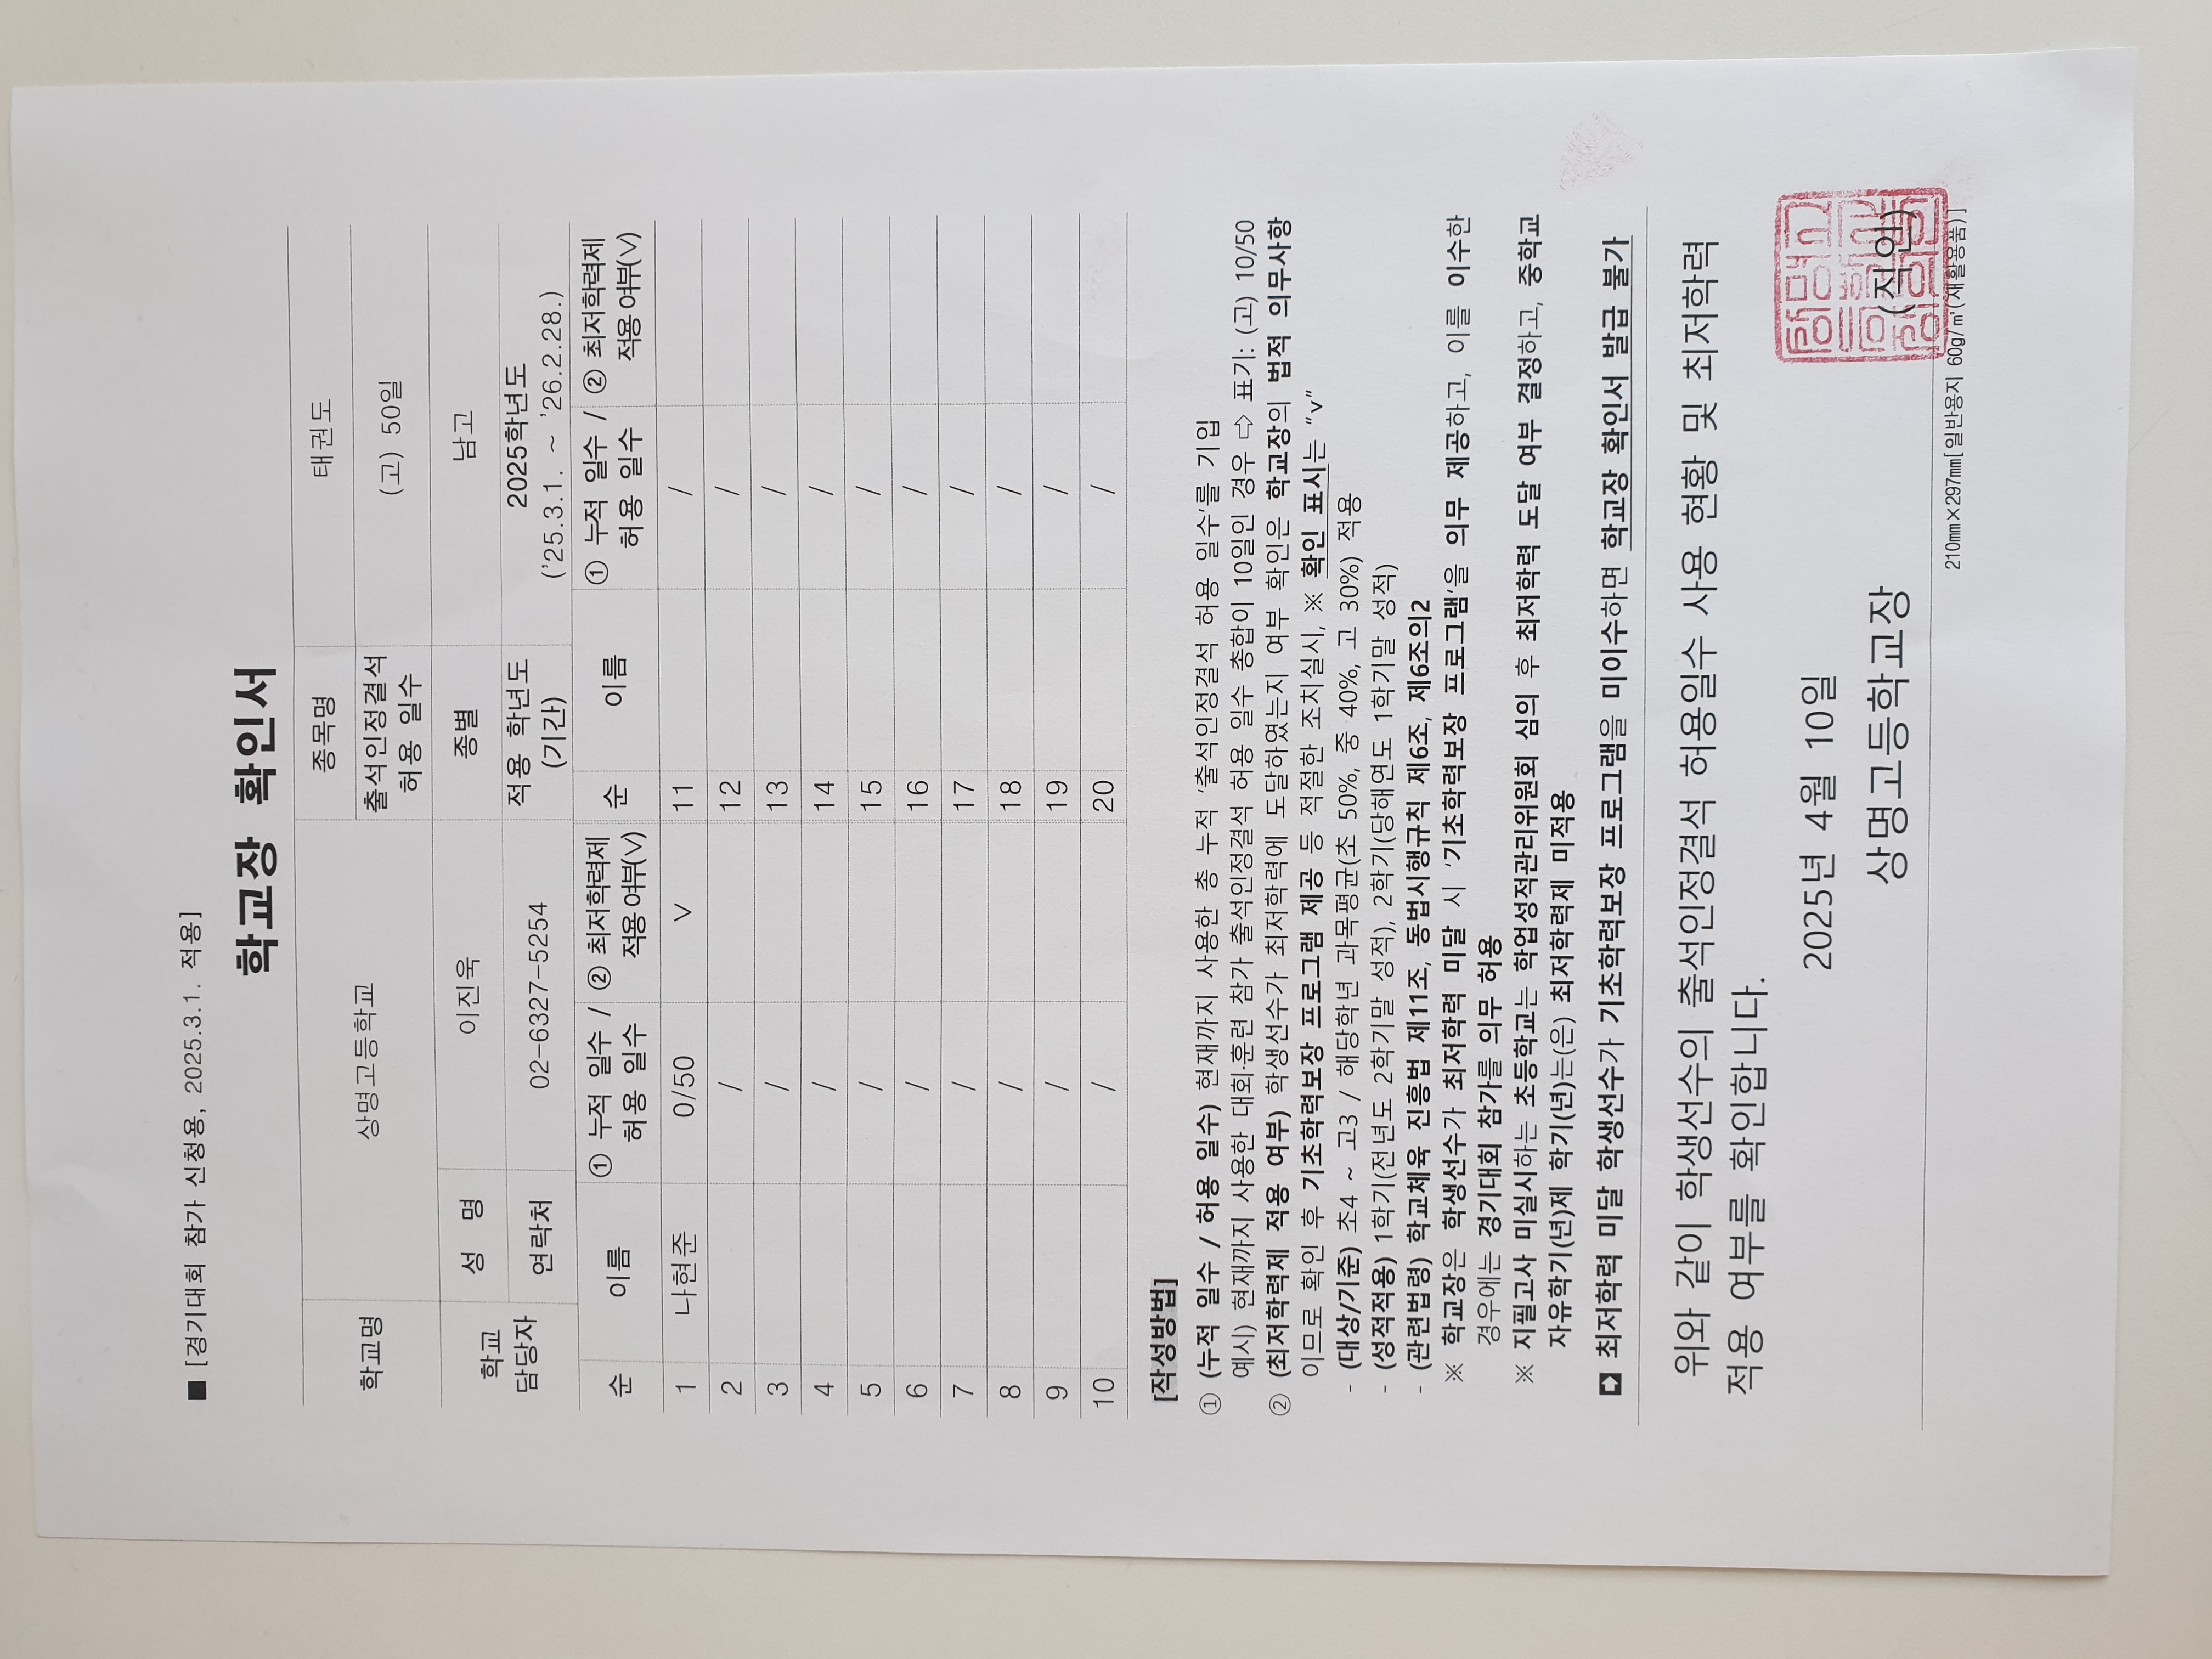 ■ [경기대회 참가 신청용, 2025.3.1. 적용]
학교장 확인서
학교명 상명고등학교 종목명 태권도
출석인정결석 허용 일수 (고) 50일
학교 담당자 성 명 이진욱 종별 남고
연락처 02-6327-5254 적용 학년도 (기간) 2025학년도 ('25.3.1. ~ '26.2.28.)
순 이름 ① 누적 일수 / 허용 일수 ② 최저학력제 적용여부(V) 순 이름 ① 누적 일수 / 허용 일수 ② 최저학력제 적용여부(V)
1 나현준 0/50 V 11 /
2 / 12 /
3 / 13 /
4 / 14 /
5 / 15 /
6 / 16 /
7 / 17 /
8 / 18 /
9 / 19 /
10 / 20 /
[작성방법]
① (누적 일수 / 허용 일수) 현재까지 사용한 총 누적 '출석인정결석 허용 일수'를 기입
예시) 현재까지 사용한 대회·훈련 참가 출석인정결석 허용 일수 총합이 10일인 경우 ⇨ 표기: (고) 10/50
② (최저학력제 적용 여부) 학생선수가 최저학력에 도달하였는지 여부 확인은 학교장의 법적 의무사항
이므로 확인 후 기초학력보장 프로그램 제공 등 적절한 조치실시, ※ 확인 표시는 "v"
- (대상/기준) 초4 ~ 고3 / 해당학년 과목평균(초 50%, 중 40%, 고 30%) 적용
- (성적적용) 1학기(전년도 2학기말 성적), 2학기(당해연도 1학기말 성적)
- (관련법령) 학교체육 진흥법 제11조, 동법시행규칙 제6조, 제6조의2
※ 학교장은 학생선수가 최저학력 미달 시 '기초학력보장 프로그램'을 의무 제공하고, 이를 이수한
경우에는 경기대회 참가를 의무 허용
※ 지필고사 미실시하는 초등학교는 학업성적관리위원회 심의 후 최저학력 도달 여부 결정하고, 중학교
자유학기(년)제 학기(년)는(은) 최저학력제 미적용
➲ 최저학력 미달 학생선수가 기초학력보장 프로그램을 미이수하면 학교장 확인서 발급 불가
위와 같이 학생선수의 출석인정결석 허용일수 사용 현황 및 최저학력
적용 여부를 확인합니다.
2025년 4월 10일
상명고등학교장 (직인)
210㎜×297㎜[일반용지 60g/㎡(재활용품)]